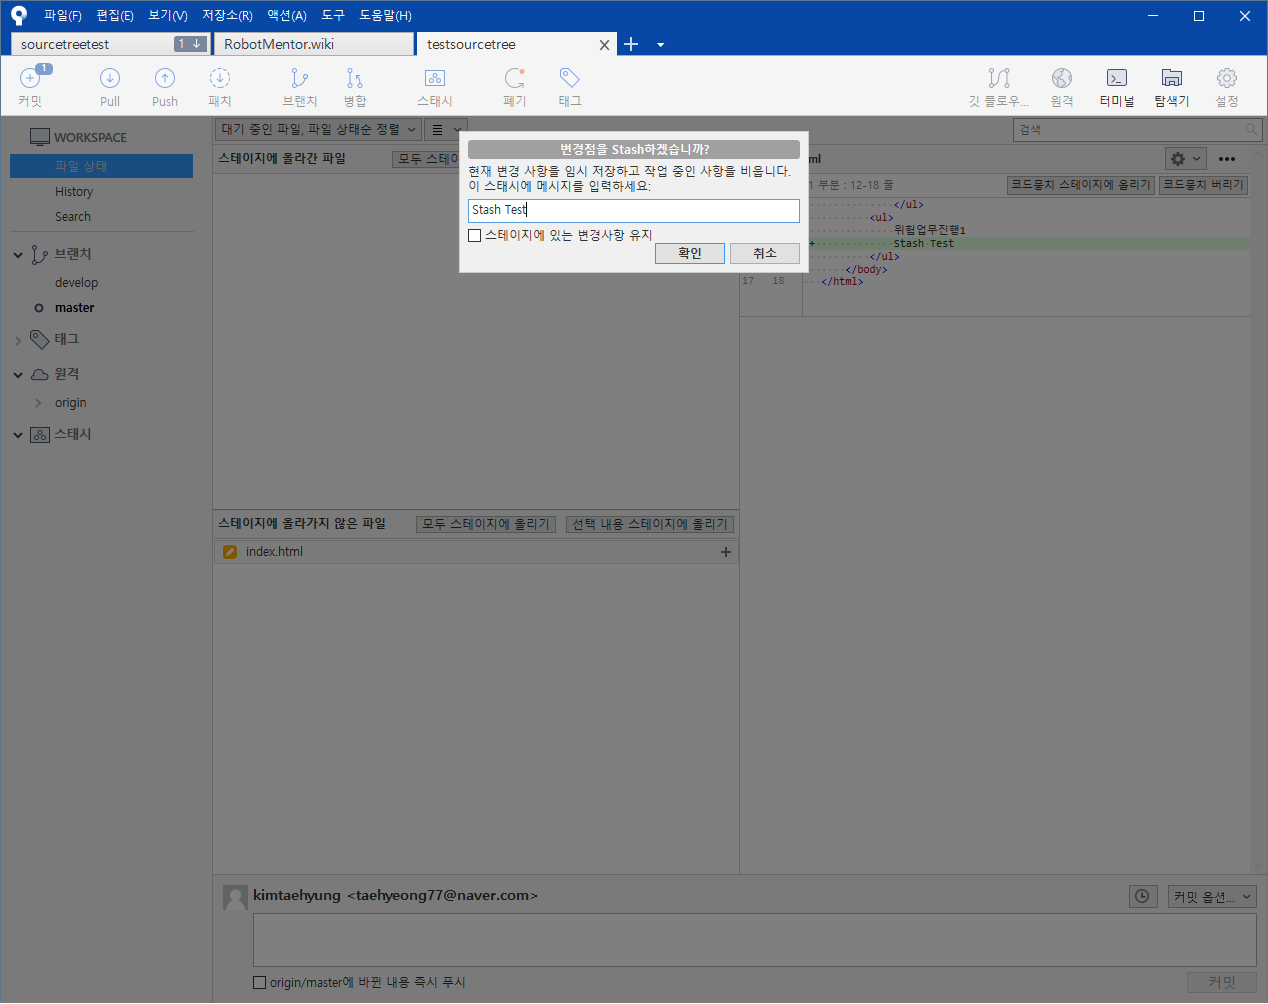 파일(F) 편집(E) 보기(V) 저장소(R) 액션(A) 도구 도움말(H)
sourcetreetest 1 RobotMentor.wiki testsourcetree
1
커밋 Pull Push 패치 브랜치 병합 스태시 폐기 태그 깃 플로우... 원격 터미널 탐색기 설정
WORKSPACE
파일 상태
History
Search
브랜치
develop
master
태그
원격
origin
스태시
대기 중인 파일, 파일 상태순 정렬
검색
스테이지에 올라간 파일 모두 스테이
변경점을 Stash하겠습니까?
현재 변경 사항을 임시 저장하고 작업 중인 사항을 비웁니다.
이 스태시에 메시지를 입력하세요:
Stash Test
스테이지에 있는 변경사항 유지
확인 취소
ml
1 부분 : 12-18 줄 코드뭉치 스테이지에 올리기 코드뭉치 버리기
</ul>
<ul>
위험업무진행1
+ Stash Test
</ul>
</body>
17 18 </html>
스테이지에 올라가지 않은 파일 모두 스테이지에 올리기 선택 내용 스테이지에 올리기
index.html
kimtaehyung <taehyeong77@naver.com>
커밋 옵션...
origin/master에 바뀐 내용 즉시 푸시
커밋